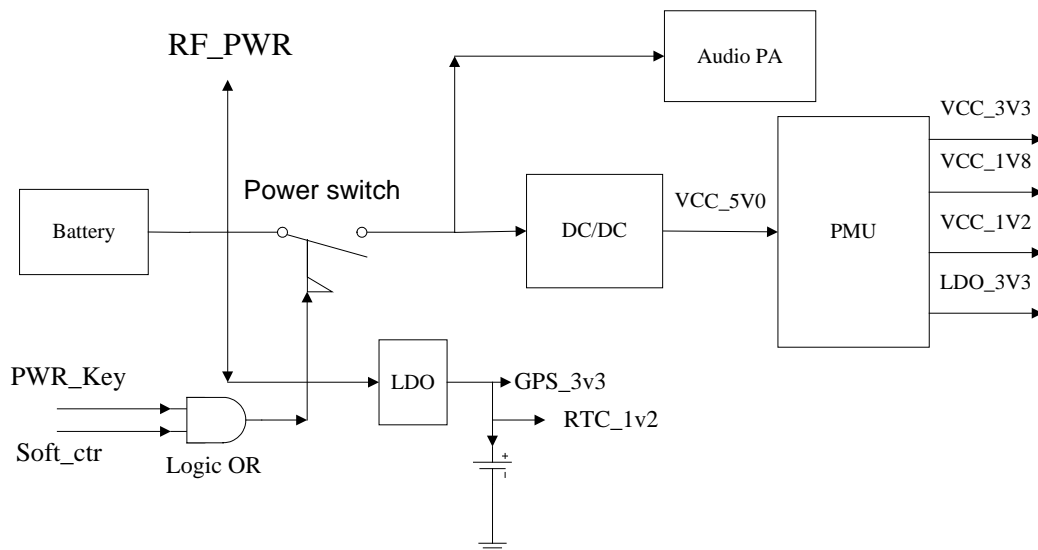 RF_PWR
Audio PA
VCC_3V3
VCC_1V8
Power switch
VCC_5V0
VCC_1V2
Battery
DC/DC
PMU
LDO_3V3
PWR_Key
LDO
GPS_3v3
RTC_1v2
Soft_ctr
Logic OR
+